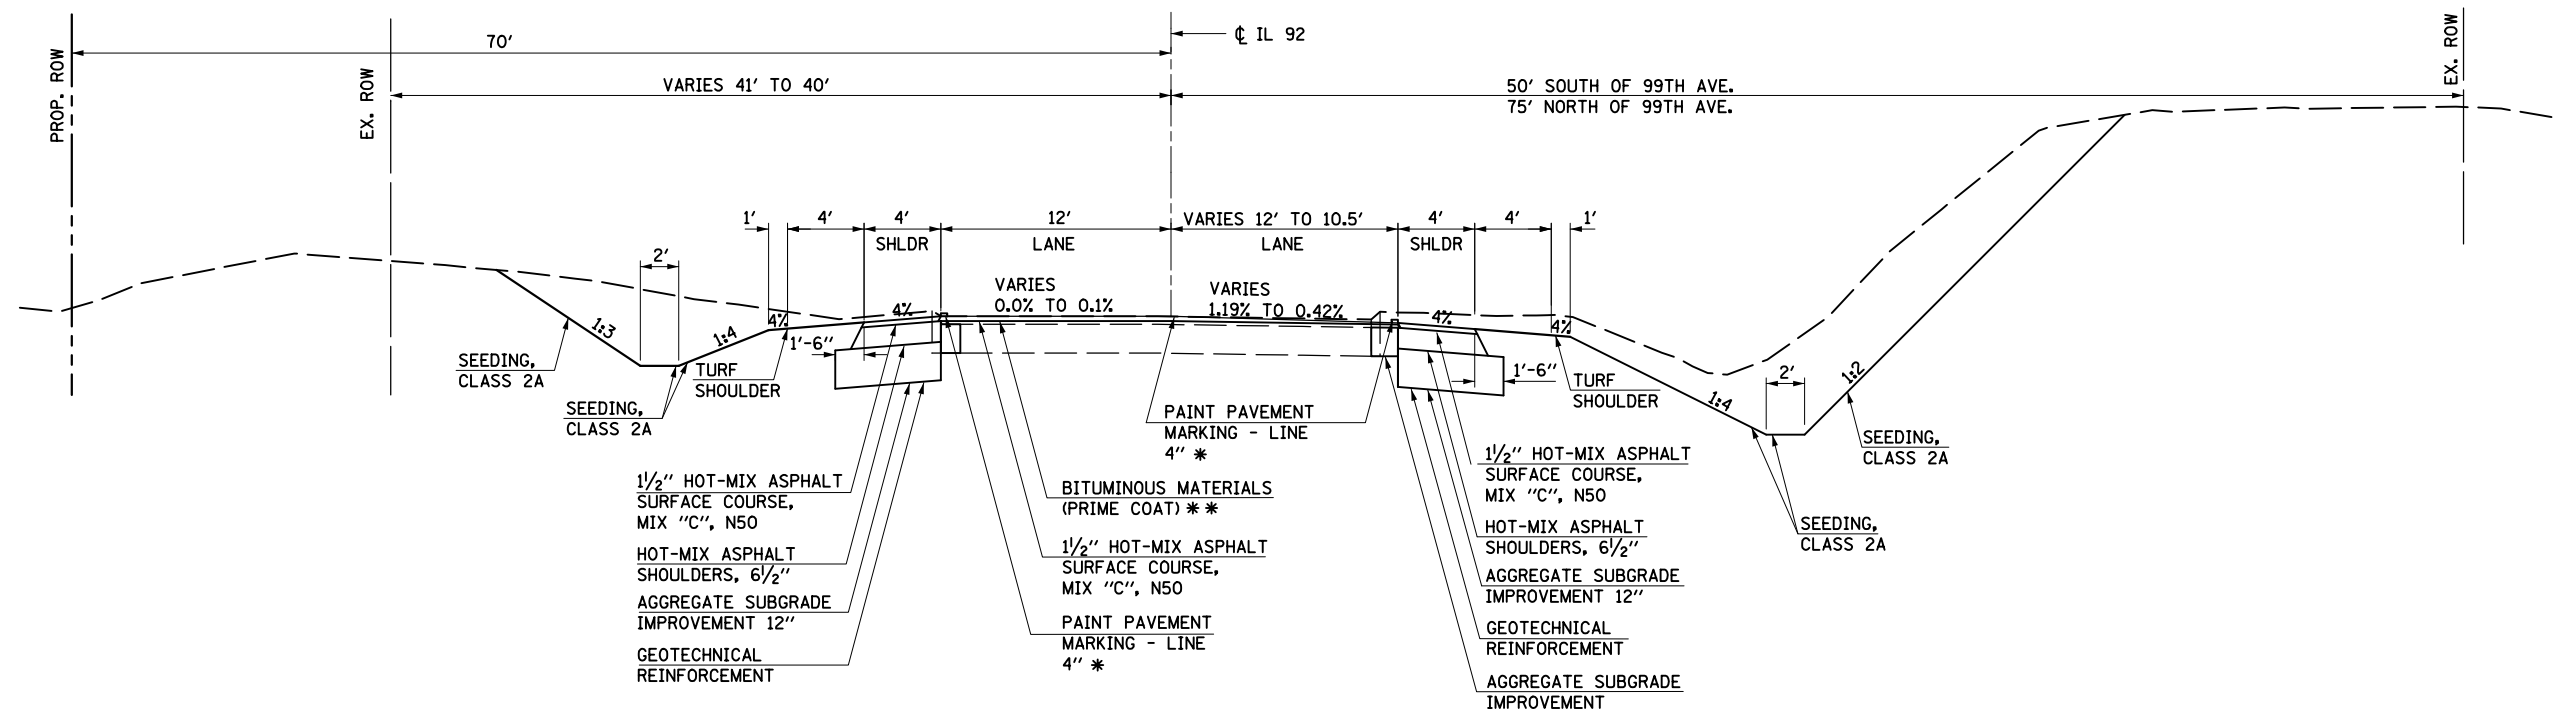 70'
℄ IL 92
PROP. ROW
EX. ROW
VARIES 41' TO 40'
50' SOUTH OF 99TH AVE.
75' NORTH OF 99TH AVE.
EX. ROW
1'
4'
4'
SHLDR
12'
LANE
VARIES 12' TO 10.5'
LANE
4'
SHLDR
4'
1'
2'
VARIES
0.0% TO 0.1%
VARIES
1.19% TO 0.42%
4%
4%
4%
4%
1:3
1:4
1'-6"
1'-6"
2'
1:4
1:2
SEEDING,
CLASS 2A
SEEDING,
CLASS 2A
TURF
SHOULDER
TURF
SHOULDER
PAINT PAVEMENT
MARKING - LINE
4" *
SEEDING,
CLASS 2A
SEEDING,
CLASS 2A
1½" HOT-MIX ASPHALT
SURFACE COURSE,
MIX "C", N50
HOT-MIX ASPHALT
SHOULDERS, 6½"
AGGREGATE SUBGRADE
IMPROVEMENT 12"
GEOTECHNICAL
REINFORCEMENT
BITUMINOUS MATERIALS
(PRIME COAT) * *
1½" HOT-MIX ASPHALT
SURFACE COURSE,
MIX "C", N50
PAINT PAVEMENT
MARKING - LINE
4" *
1½" HOT-MIX ASPHALT
SURFACE COURSE,
MIX "C", N50
HOT-MIX ASPHALT
SHOULDERS, 6½"
AGGREGATE SUBGRADE
IMPROVEMENT 12"
GEOTECHNICAL
REINFORCEMENT
AGGREGATE SUBGRADE
IMPROVEMENT